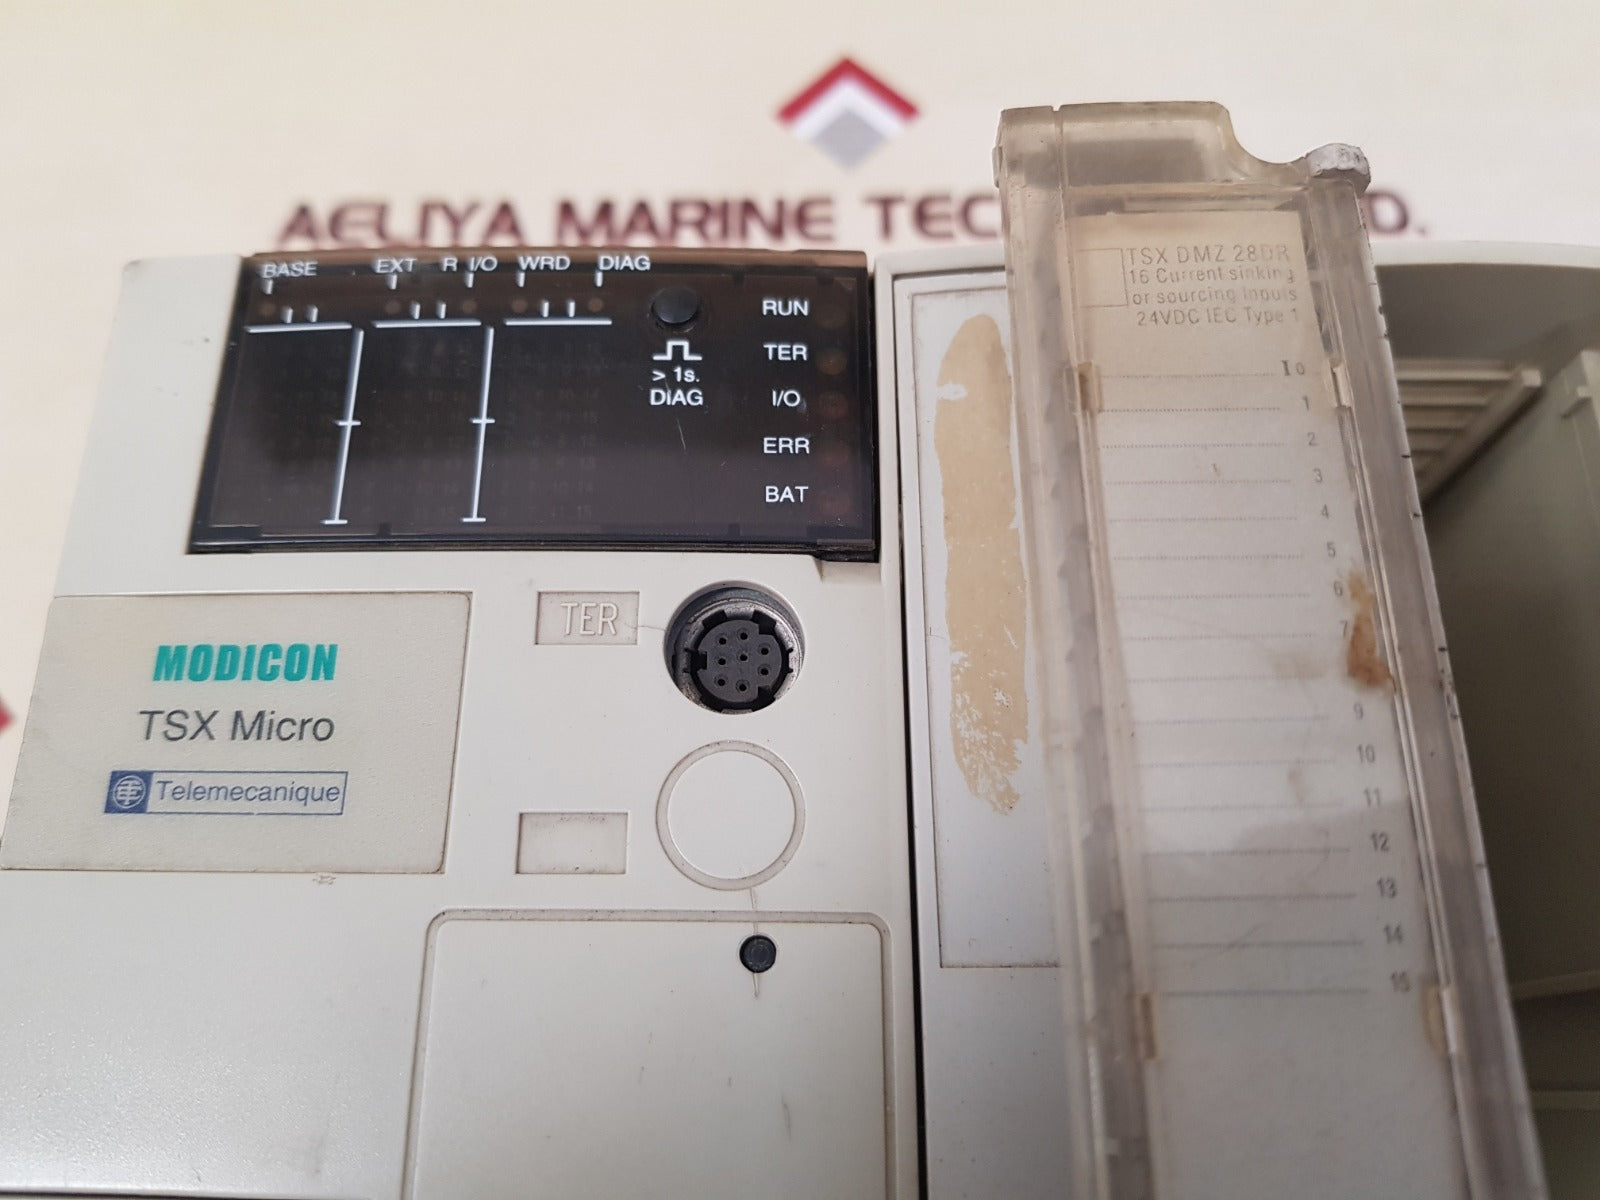 AELIYA MARINE TEC D.
BASE EXT R I/O WRD DIAG
RUN
TER
> 1s.
DIAG
I/O
ERR
BAT
TER
MODICON
TSX Micro
Telemecanique
TSX DMZ 28DR
16 Current sinking
or sourcing inputs
24VDC IEC Type 1
I 0
1
2
3
4
5
6
7
9
10
11
12
13
14
15